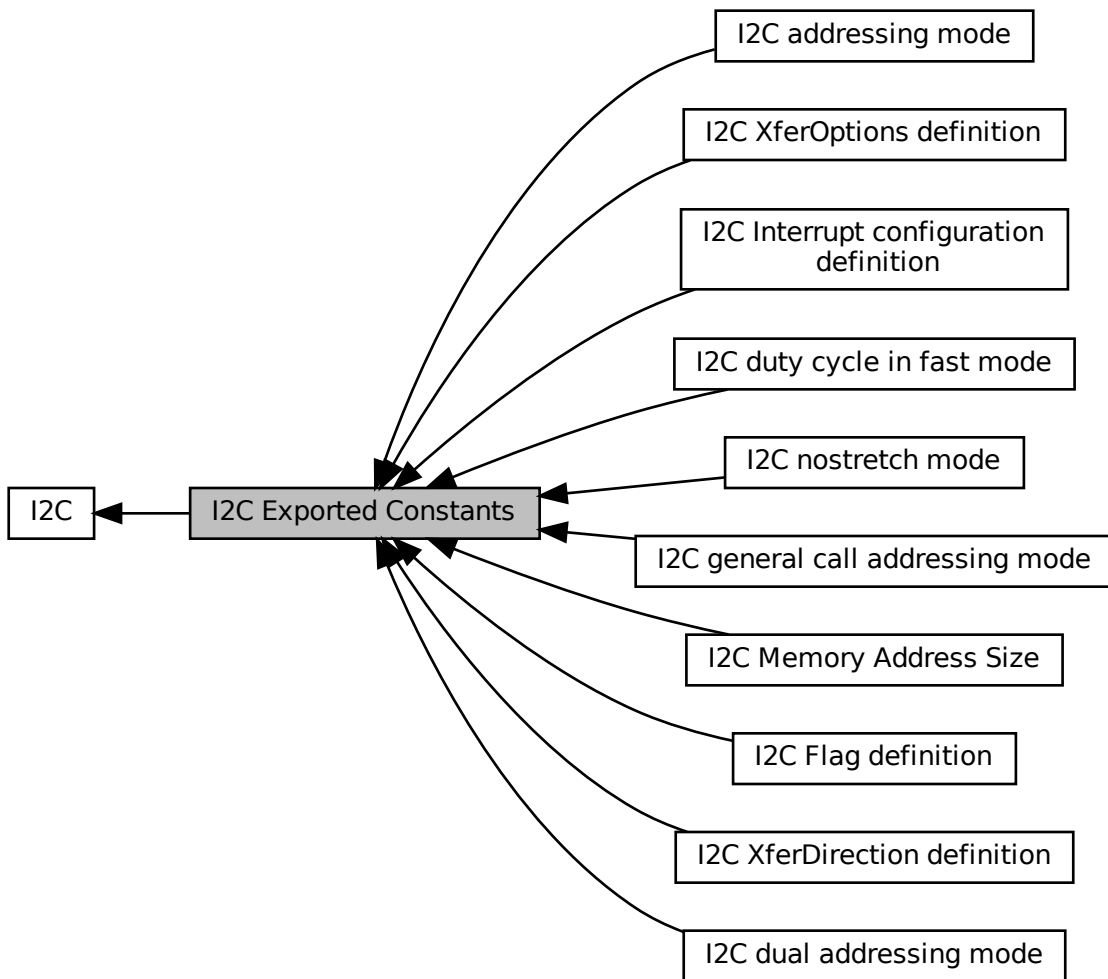 I2C addressing mode
I2C XferOptions definition
I2C Interrupt configuration
definition
I2C duty cycle in fast mode
I2C nostretch mode
I2C
I2C Exported Constants
I2C general call addressing mode
I2C Memory Address Size
I2C Flag definition
I2C XferDirection definition
I2C dual addressing mode